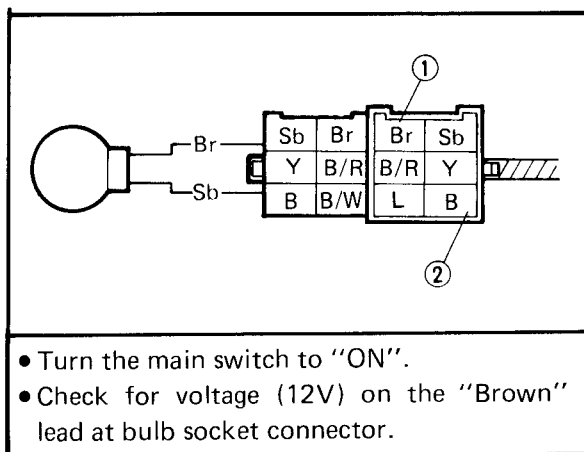 ①
Br
Sb
Sb Br Br Sb
Y B/R B/R Y
B B/W L B
②
● Turn the main switch to "ON".
● Check for voltage (12V) on the "Brown"
lead at bulb socket connector.